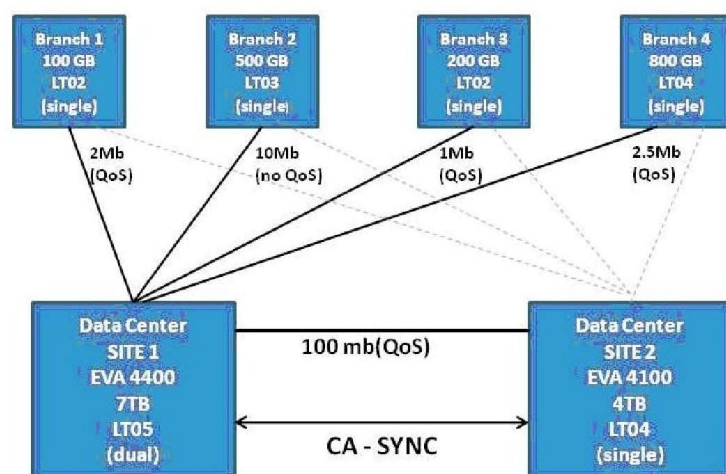 Branch 1
100 GB
LT02
(single)
Branch 2
500 GB
LT03
(single)
Branch 3
200 GB
LT02
(single)
Branch 4
800 GB
LT04
(single)
2Mb
(QoS)
10Mb
(no QoS)
1Mb
(QoS)
2.5Mb
(QoS)
Data Center
SITE 1
EVA 4400
7TB
LT05
(dual)
100 mb(QoS)
CA - SYNC
Data Center
SITE 2
EVA 4100
4TB
LT04
(single)